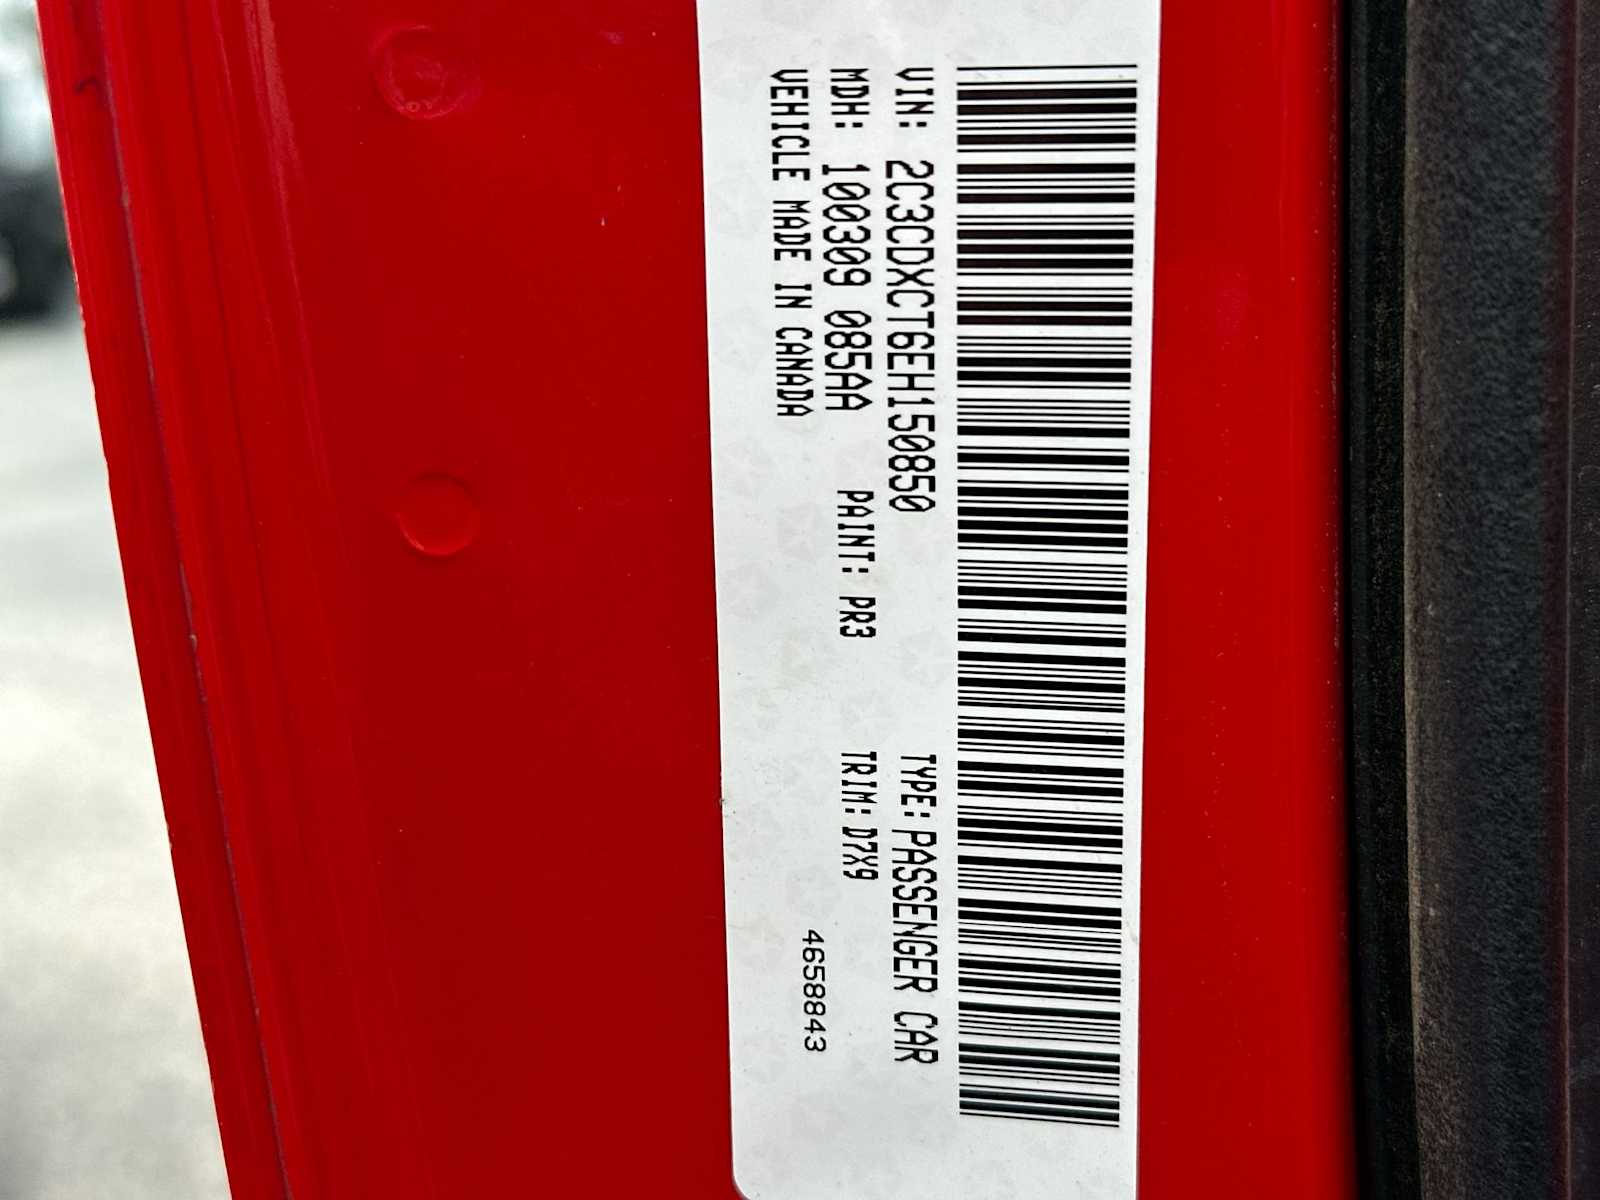 VIN: 2C3CDXCT6EH150850 TYPE: PASSENGER CAR
MDH: 100309 085AA PAINT: PR3 TRIM: D7X9
VEHICLE MADE IN CANADA
4658843